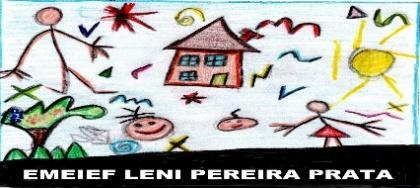 EMEIEF LENI PEREIRA PRATA